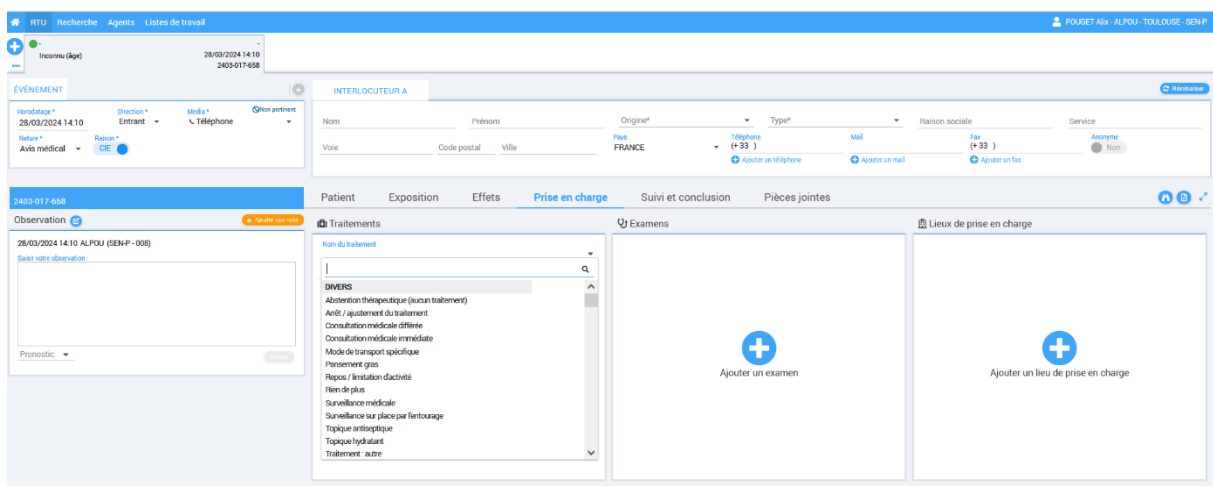 RTU Recherche Agents Listes de travail
POUGET Alix - ALPOU - TOULOUSE - SEN-P
- -
Inconnu (âge) 28/03/2024 14:10
2403-017-658
ÉVÉNEMENT
Horodatage * Direction * Media * Non pertinent
28/03/2024 14:10 Entrant Téléphone
Nature * Raison *
Avis médical CIE
INTERLOCUTEUR A
Réinitialiser
Nom Prénom Origine* Type* Raison sociale Service
Pays Téléphone Mail Fax Anonyme
Voie Code postal Ville FRANCE (+33 ) (+33 ) Non
Ajouter un téléphone Ajouter un mail Ajouter un fax
2403-017-658
Observation Ajouter une note
28/03/2024 14:10 ALPOU (SEN-P - 008)
Saisir votre observation :
Pronostic
Patient Exposition Effets Prise en charge Suivi et conclusion Pièces jointes
Traitements
Nom du traitement
DIVERS
Abstention thérapeutique (aucun traitement)
Arrêt / ajustement du traitement
Consultation médicale différée
Consultation médicale immédiate
Mode de transport spécifique
Pansement gras
Repos / limitation d'activité
Rien de plus
Surveillance médicale
Surveillance sur place par l'entourage
Topique antiseptique
Topique hydratant
Traitement : autre
Examens
Ajouter un examen
Lieux de prise en charge
Ajouter un lieu de prise en charge